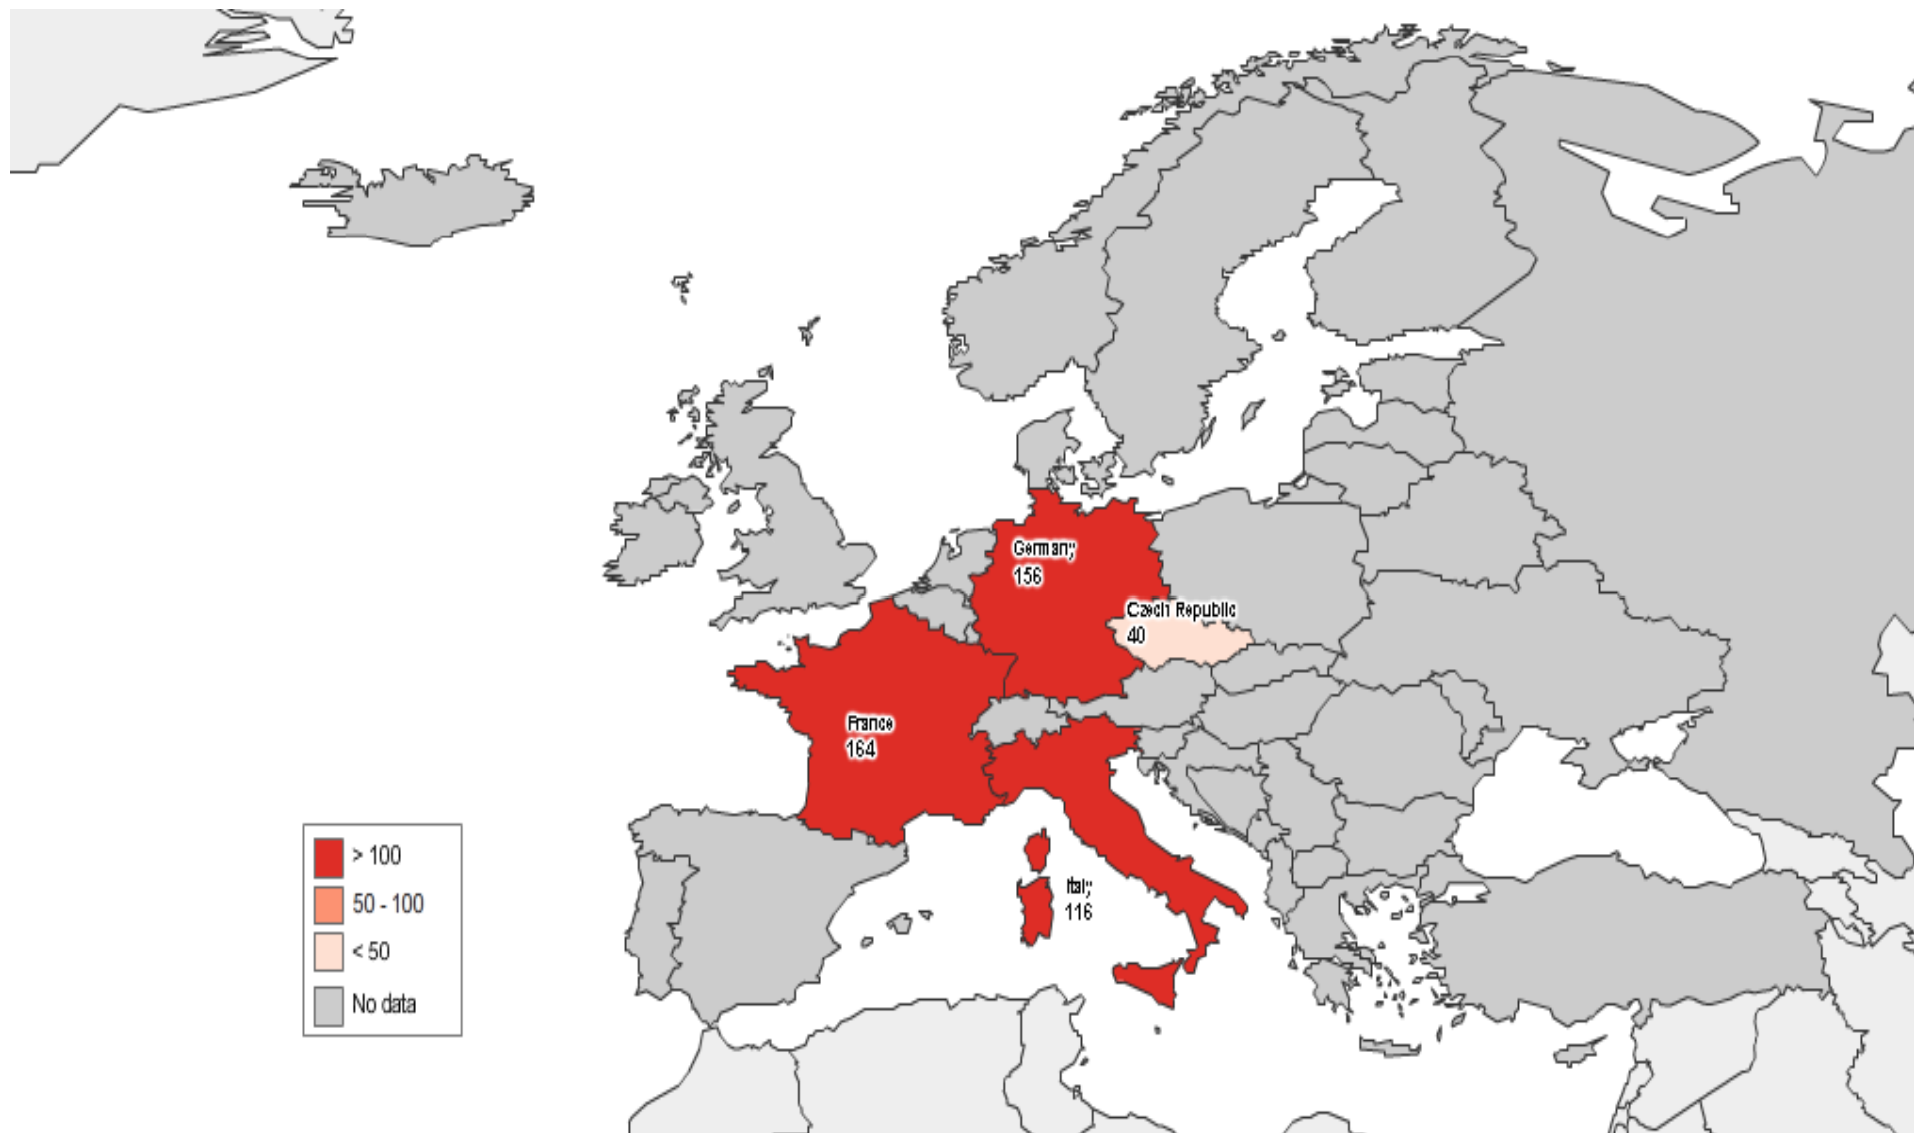 Germany
156
Czech Republic
40
France
164
Italy
116
> 100
50 - 100
< 50
No data